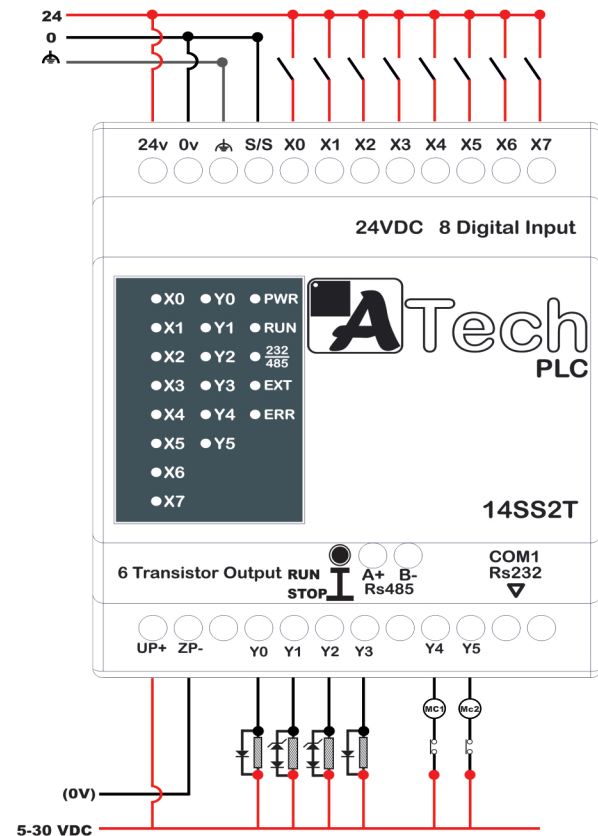 24
0
24v 0v S/S X0 X1 X2 X3 X4 X5 X6 X7
24VDC 8 Digital Input
X0 Y0 PWR
X1 Y1 RUN
X2 Y2 232
485
X3 Y3 EXT
X4 Y4 ERR
X5 Y5
X6
X7
ATech
PLC
14SS2T
6 Transistor Output
RUN
STOP
A+ B-
Rs485
COM1
Rs232
UP+ ZP- Y0 Y1 Y2 Y3 Y4 Y5
MC1 Mc2
(0V)
5-30 VDC